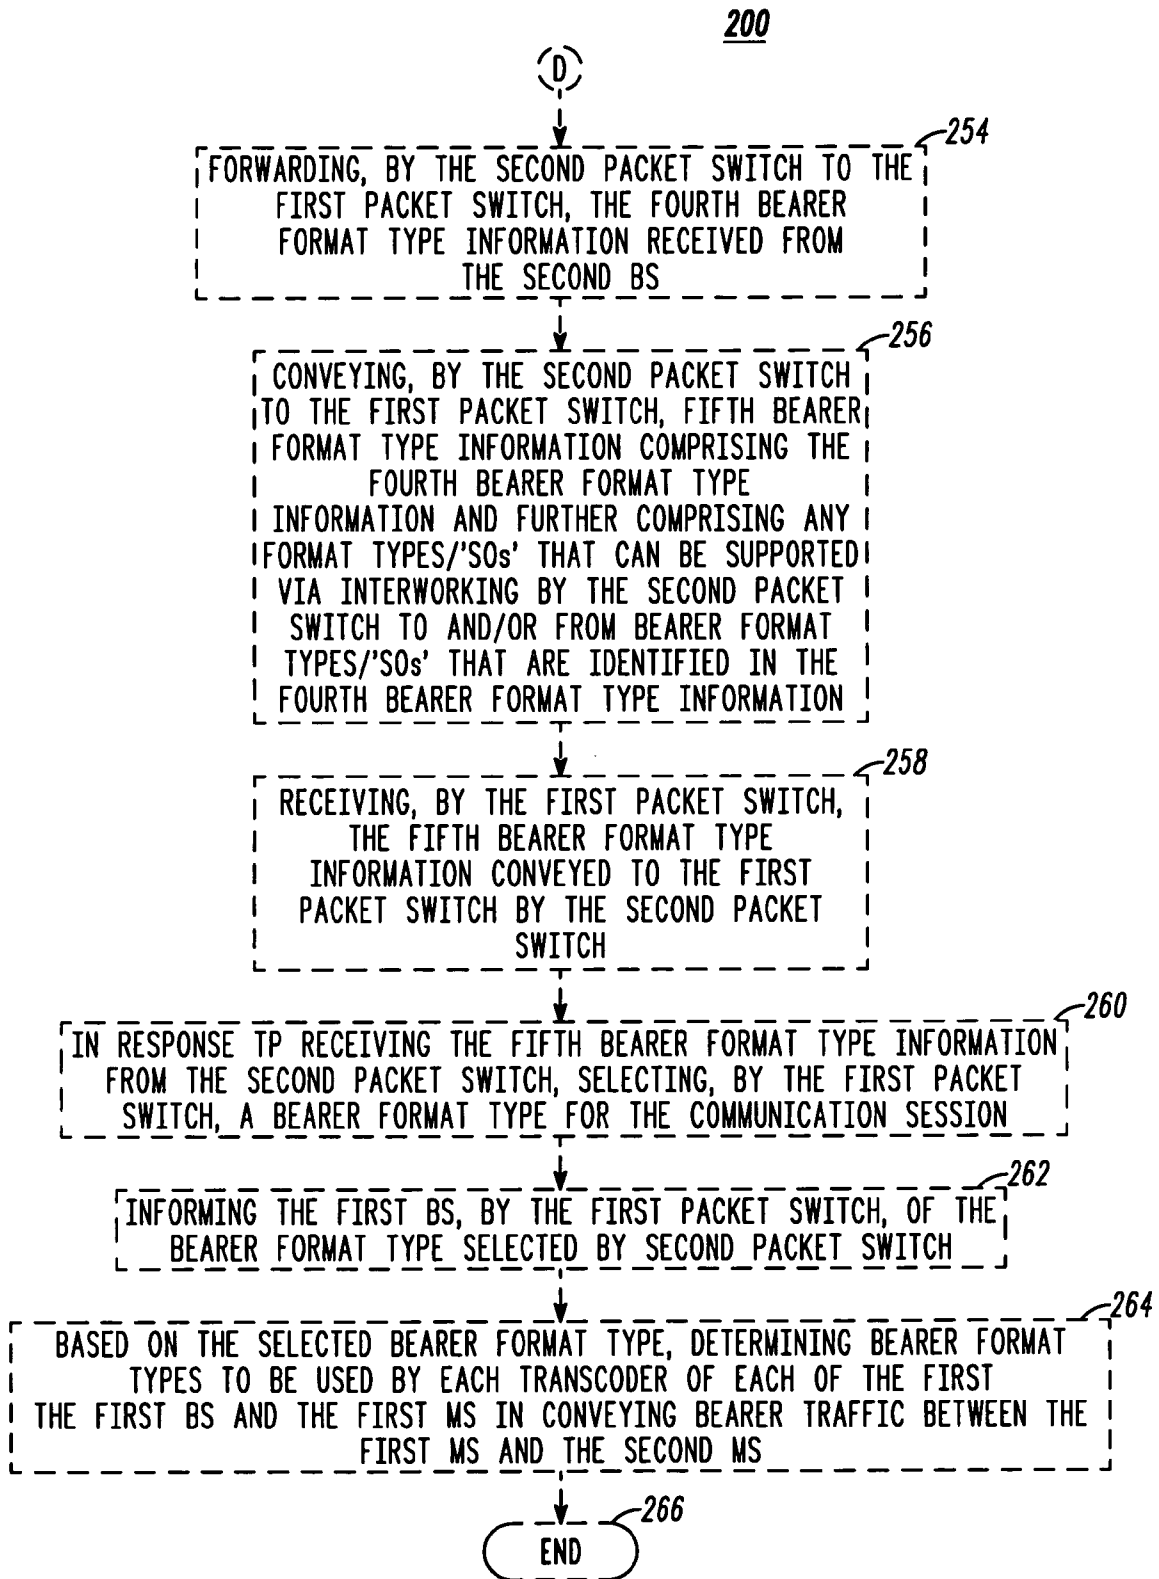 200
D
254
FORWARDING, BY THE SECOND PACKET SWITCH TO THE
FIRST PACKET SWITCH, THE FOURTH BEARER
FORMAT TYPE INFORMATION RECEIVED FROM
THE SECOND BS
256
CONVEYING, BY THE SECOND PACKET SWITCH
TO THE FIRST PACKET SWITCH, FIFTH BEARER
FORMAT TYPE INFORMATION COMPRISING THE
FOURTH BEARER FORMAT TYPE
INFORMATION AND FURTHER COMPRISING ANY
FORMAT TYPES/'SOs' THAT CAN BE SUPPORTED
VIA INTERWORKING BY THE SECOND PACKET
SWITCH TO AND/OR FROM BEARER FORMAT
TYPES/'SOs' THAT ARE IDENTIFIED IN THE
FOURTH BEARER FORMAT TYPE INFORMATION
258
RECEIVING, BY THE FIRST PACKET SWITCH,
THE FIFTH BEARER FORMAT TYPE
INFORMATION CONVEYED TO THE FIRST
PACKET SWITCH BY THE SECOND PACKET
SWITCH
260
IN RESPONSE TP RECEIVING THE FIFTH BEARER FORMAT TYPE INFORMATION
FROM THE SECOND PACKET SWITCH, SELECTING, BY THE FIRST PACKET
SWITCH, A BEARER FORMAT TYPE FOR THE COMMUNICATION SESSION
262
INFORMING THE FIRST BS, BY THE FIRST PACKET SWITCH, OF THE
BEARER FORMAT TYPE SELECTED BY SECOND PACKET SWITCH
264
BASED ON THE SELECTED BEARER FORMAT TYPE, DETERMINING BEARER FORMAT
TYPES TO BE USED BY EACH TRANSCODER OF EACH OF THE FIRST
THE FIRST BS AND THE FIRST MS IN CONVEYING BEARER TRAFFIC BETWEEN THE
FIRST MS AND THE SECOND MS
266
END